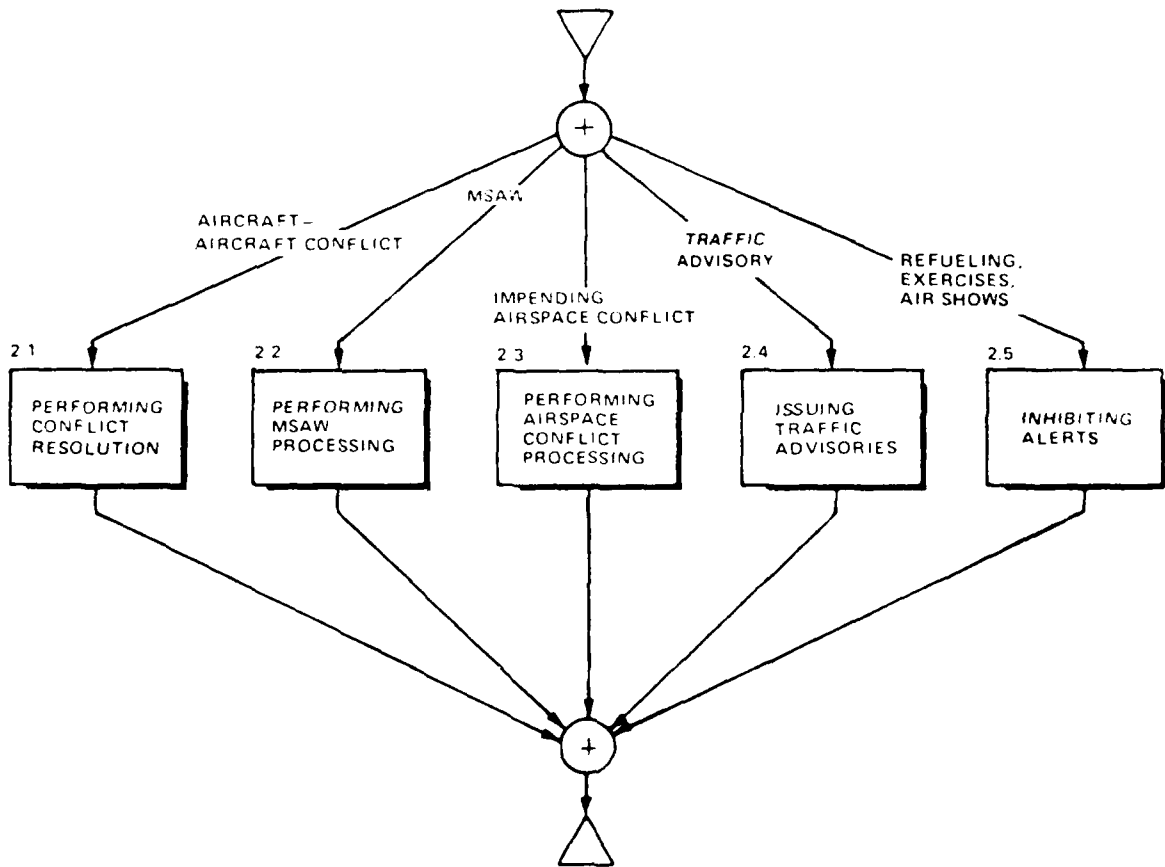 +
AIRCRAFT–
AIRCRAFT CONFLICT
MSAW
IMPENDING
AIRSPACE CONFLICT
TRAFFIC
ADVISORY
REFUELING,
EXERCISES,
AIR SHOWS
2.1
PERFORMING
CONFLICT
RESOLUTION
2.2
PERFORMING
MSAW
PROCESSING
2.3
PERFORMING
AIRSPACE
CONFLICT
PROCESSING
2.4
ISSUING
TRAFFIC
ADVISORIES
2.5
INHIBITING
ALERTS
+